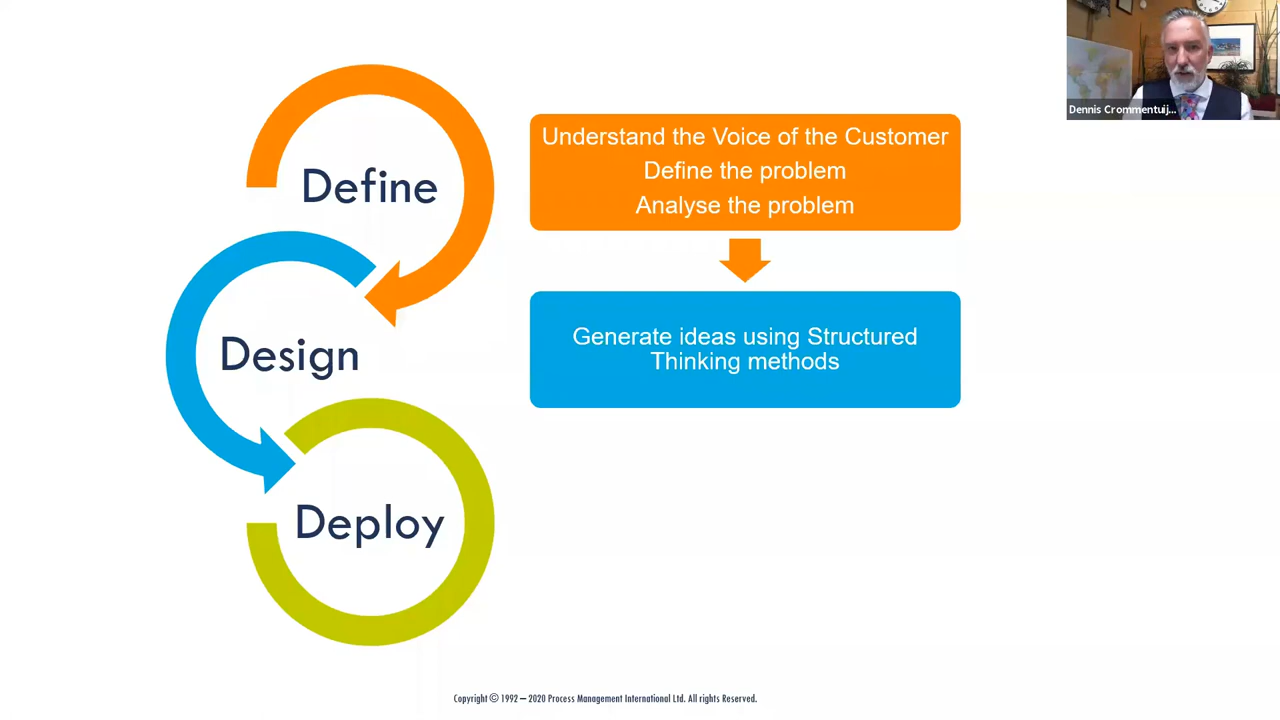 Dennis Crommentuij...
Define
Understand the Voice of the Customer
Define the problem
Analyse the problem
Design
Generate ideas using Structured
Thinking methods
Deploy
Copyright © 1992 – 2020 Process Management International Ltd. All rights Reserved.